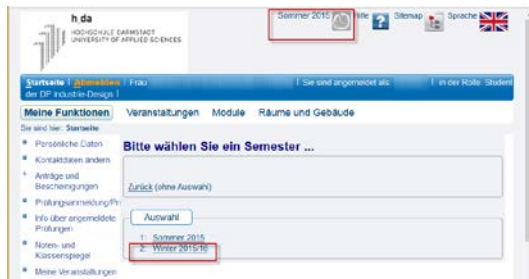 h_da
HOCHSCHULE DARMSTADT
UNIVERSITY OF APPLIED SCIENCES
Sommer 2015 Hilfe Sitemap Sprache
Startseite | Abmelden | Frau | Sie sind angemeldet als: | in der Rolle: Student
der DP Industrie-Design |
Meine Funktionen Veranstaltungen Module Räume und Gebäude
Sie sind hier: Startseite
Persönliche Daten
Kontaktdaten ändern
Anträge und
Bescheinigungen
Prüfungsanmeldung/Pr
Info über angemeldete
Prüfungen
Noten- und
Klassenspiegel
Meine Veranstaltungen
Bitte wählen Sie ein Semester ...
Zurück (ohne Auswahl)
Auswahl
1: Sommer 2015
2: Winter 2015/16